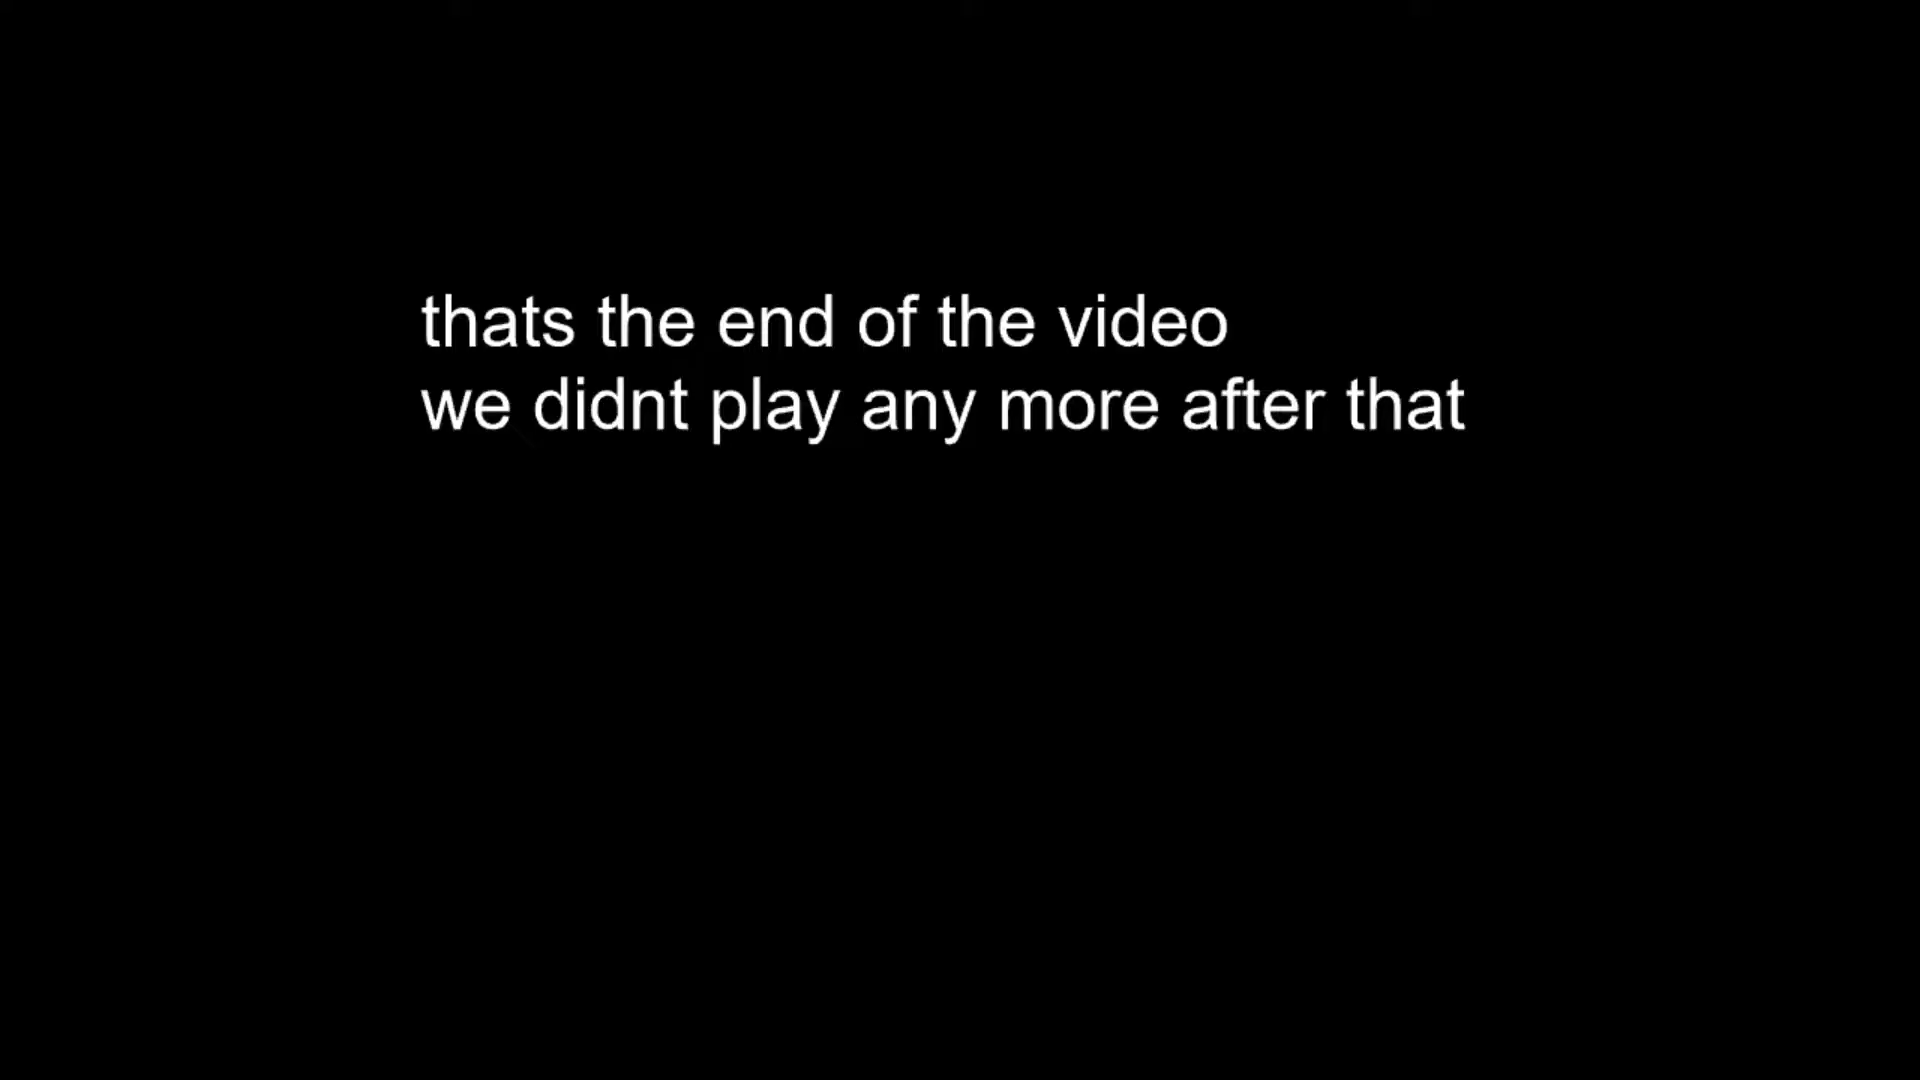 thats the end of the video
we didnt play any more after that